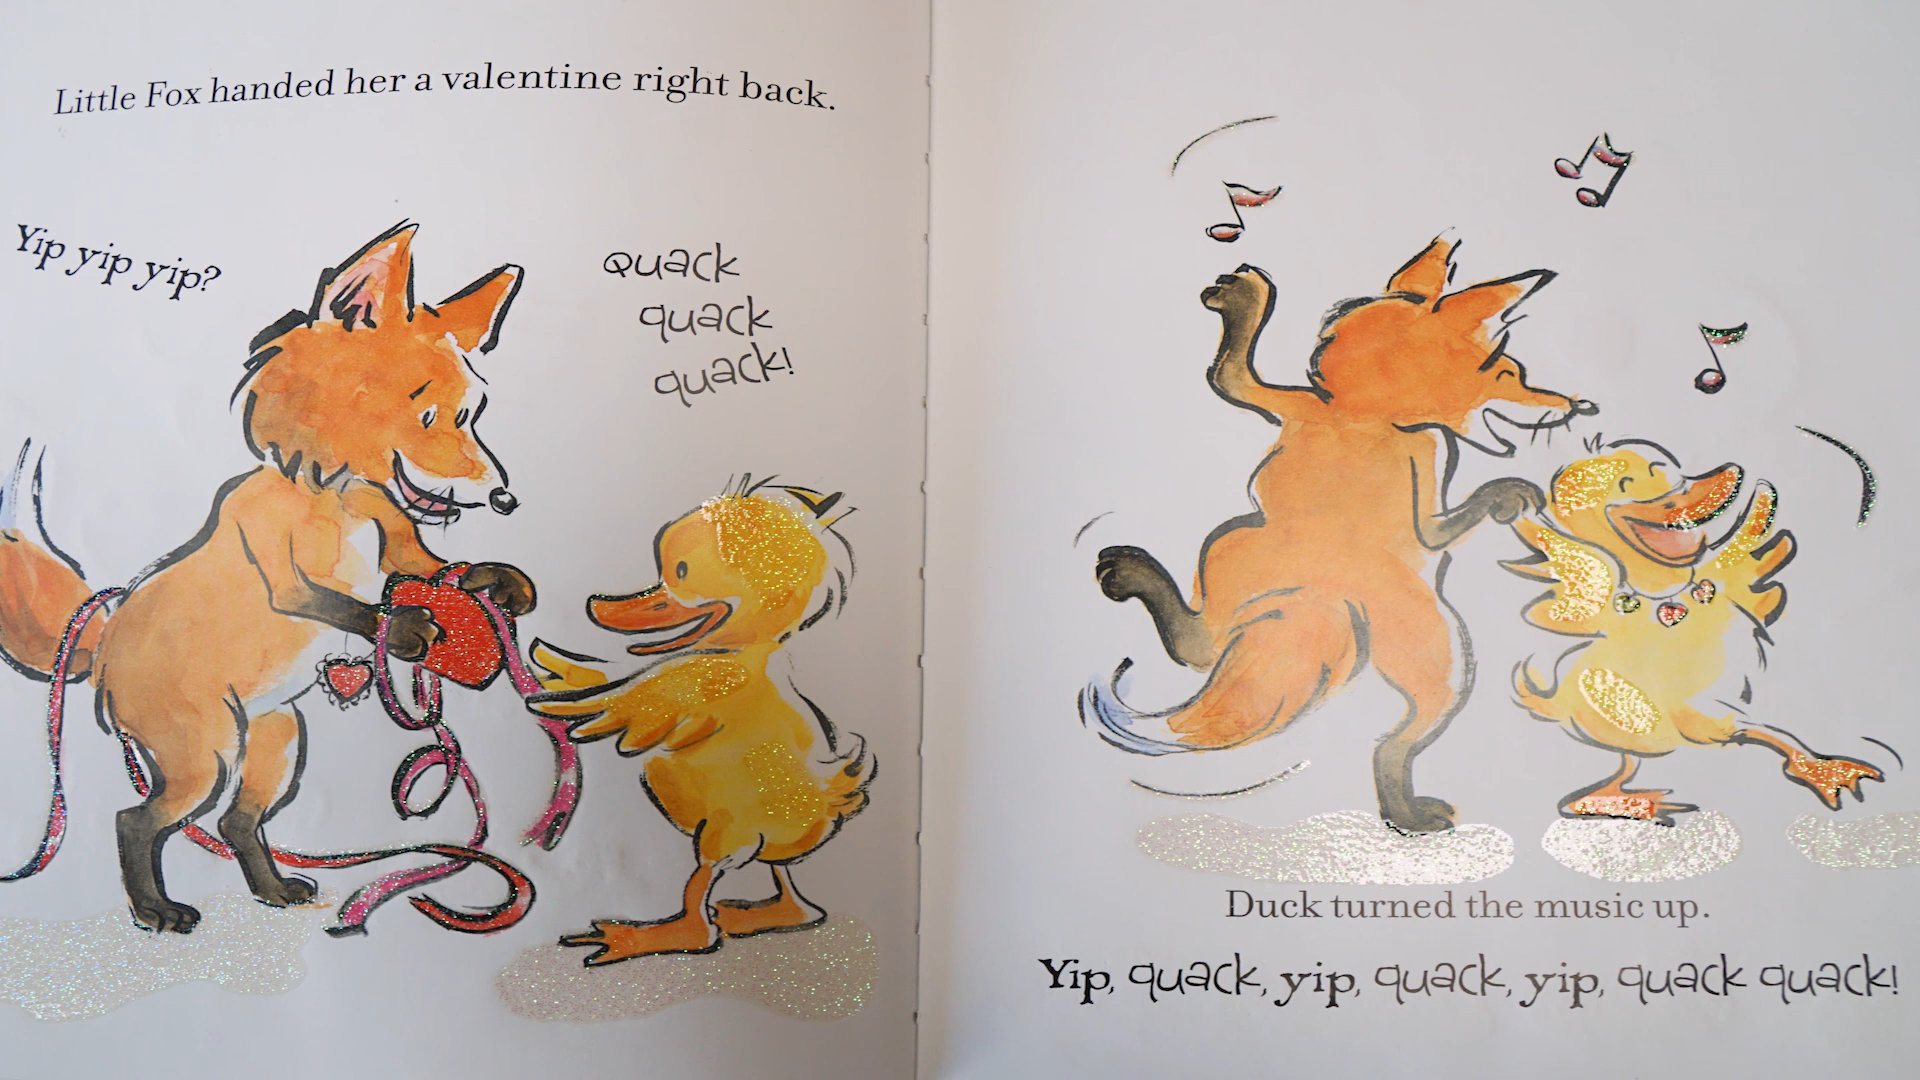 Little Fox handed her a valentine right back.
Yip yip yip?
Quack
quack
quack!
Duck turned the music up.
Yip, quack, yip, quack, yip, quack quack!